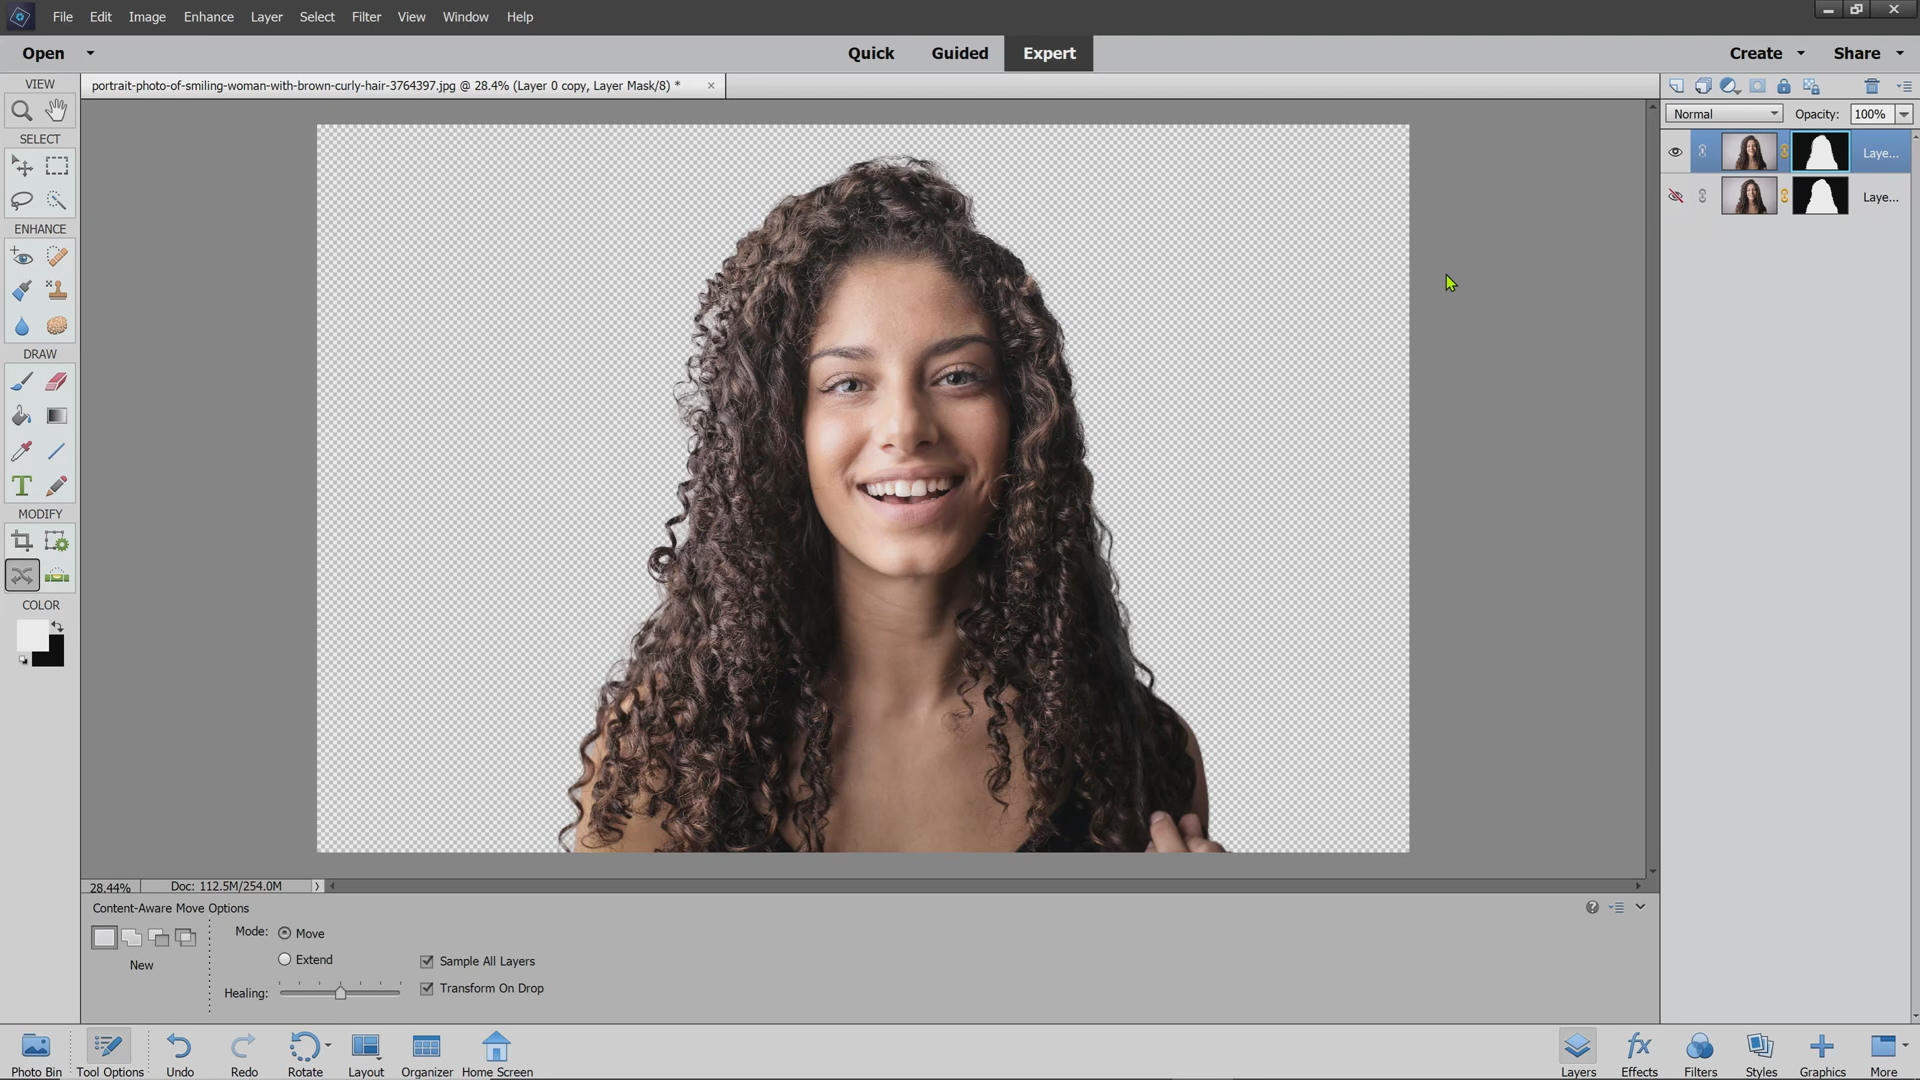 File Edit Image Enhance Layer Select Filter View Window Help
Open Quick Guided Expert Create Share
VIEW
portrait-photo-of-smiling-woman-with-brown-curly-hair-3764397.jpg @ 28.4% (Layer 0 copy, Layer Mask/8) *
Normal Opacity: 100%
SELECT
Laye...
Laye...
ENHANCE
DRAW
T
MODIFY
COLOR
28.44% Doc: 112.5M/254.0M
Content-Aware Move Options
Mode: Move
New
Extend
Sample All Layers
Healing:
Transform On Drop
Photo Bin Tool Options Undo Redo Rotate Layout Organizer Home Screen Layers Effects Filters Styles Graphics More